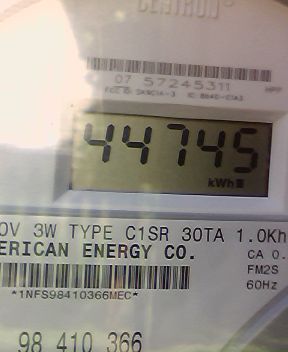 CENTRON
07 57245311
44745
kWh
0V 3W TYPE C1SR 30TA 1.0Kh
ERICAN ENERGY CO.
CA 0.
FM2S
60Hz
*1NFS98410366MEC*
98 410 366